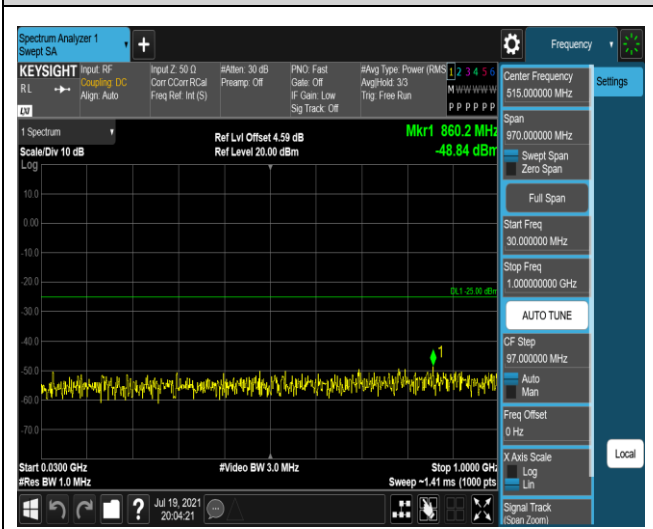 Spectrum Analyzer 1
Swept SA
+
Frequency
KEYSIGHT
RL
LXI
Input: RF
Coupling: DC
Align: Auto
Input Z: 50 Ω
Corr CCorr RCal
Freq Ref: Int (S)
#Atten: 30 dB
Preamp: Off
PNO: Fast
Gate: Off
IF Gain: Low
Sig Track: Off
#Avg Type: Power (RMS
Avg|Hold: 3/3
Trig: Free Run
1 2 3 4 5 6
M W W W W W
P P P P P P
1 Spectrum
Scale/Div 10 dB
Log
Ref Lvl Offset 4.59 dB
Ref Level 20.00 dBm
Mkr1 860.2 MHz
-48.84 dBm
10.0
0.00
-10.0
-20.0
DL1 -25.00 dBm
-30.0
-40.0
1
-50.0
-60.0
-70.0
Start 0.0300 GHz
#Res BW 1.0 MHz
#Video BW 3.0 MHz
Stop 1.0000 GHz
Sweep ~1.41 ms (1000 pts
?
Jul 19, 2021
20:04:21
Center Frequency
515.000000 MHz
Span
970.000000 MHz
Swept Span
Zero Span
Full Span
Start Freq
30.000000 MHz
Stop Freq
1.000000000 GHz
AUTO TUNE
CF Step
97.000000 MHz
Auto
Man
Freq Offset
0 Hz
X Axis Scale
Log
Lin
Signal Track
(Span Zoom)
Settings
Local